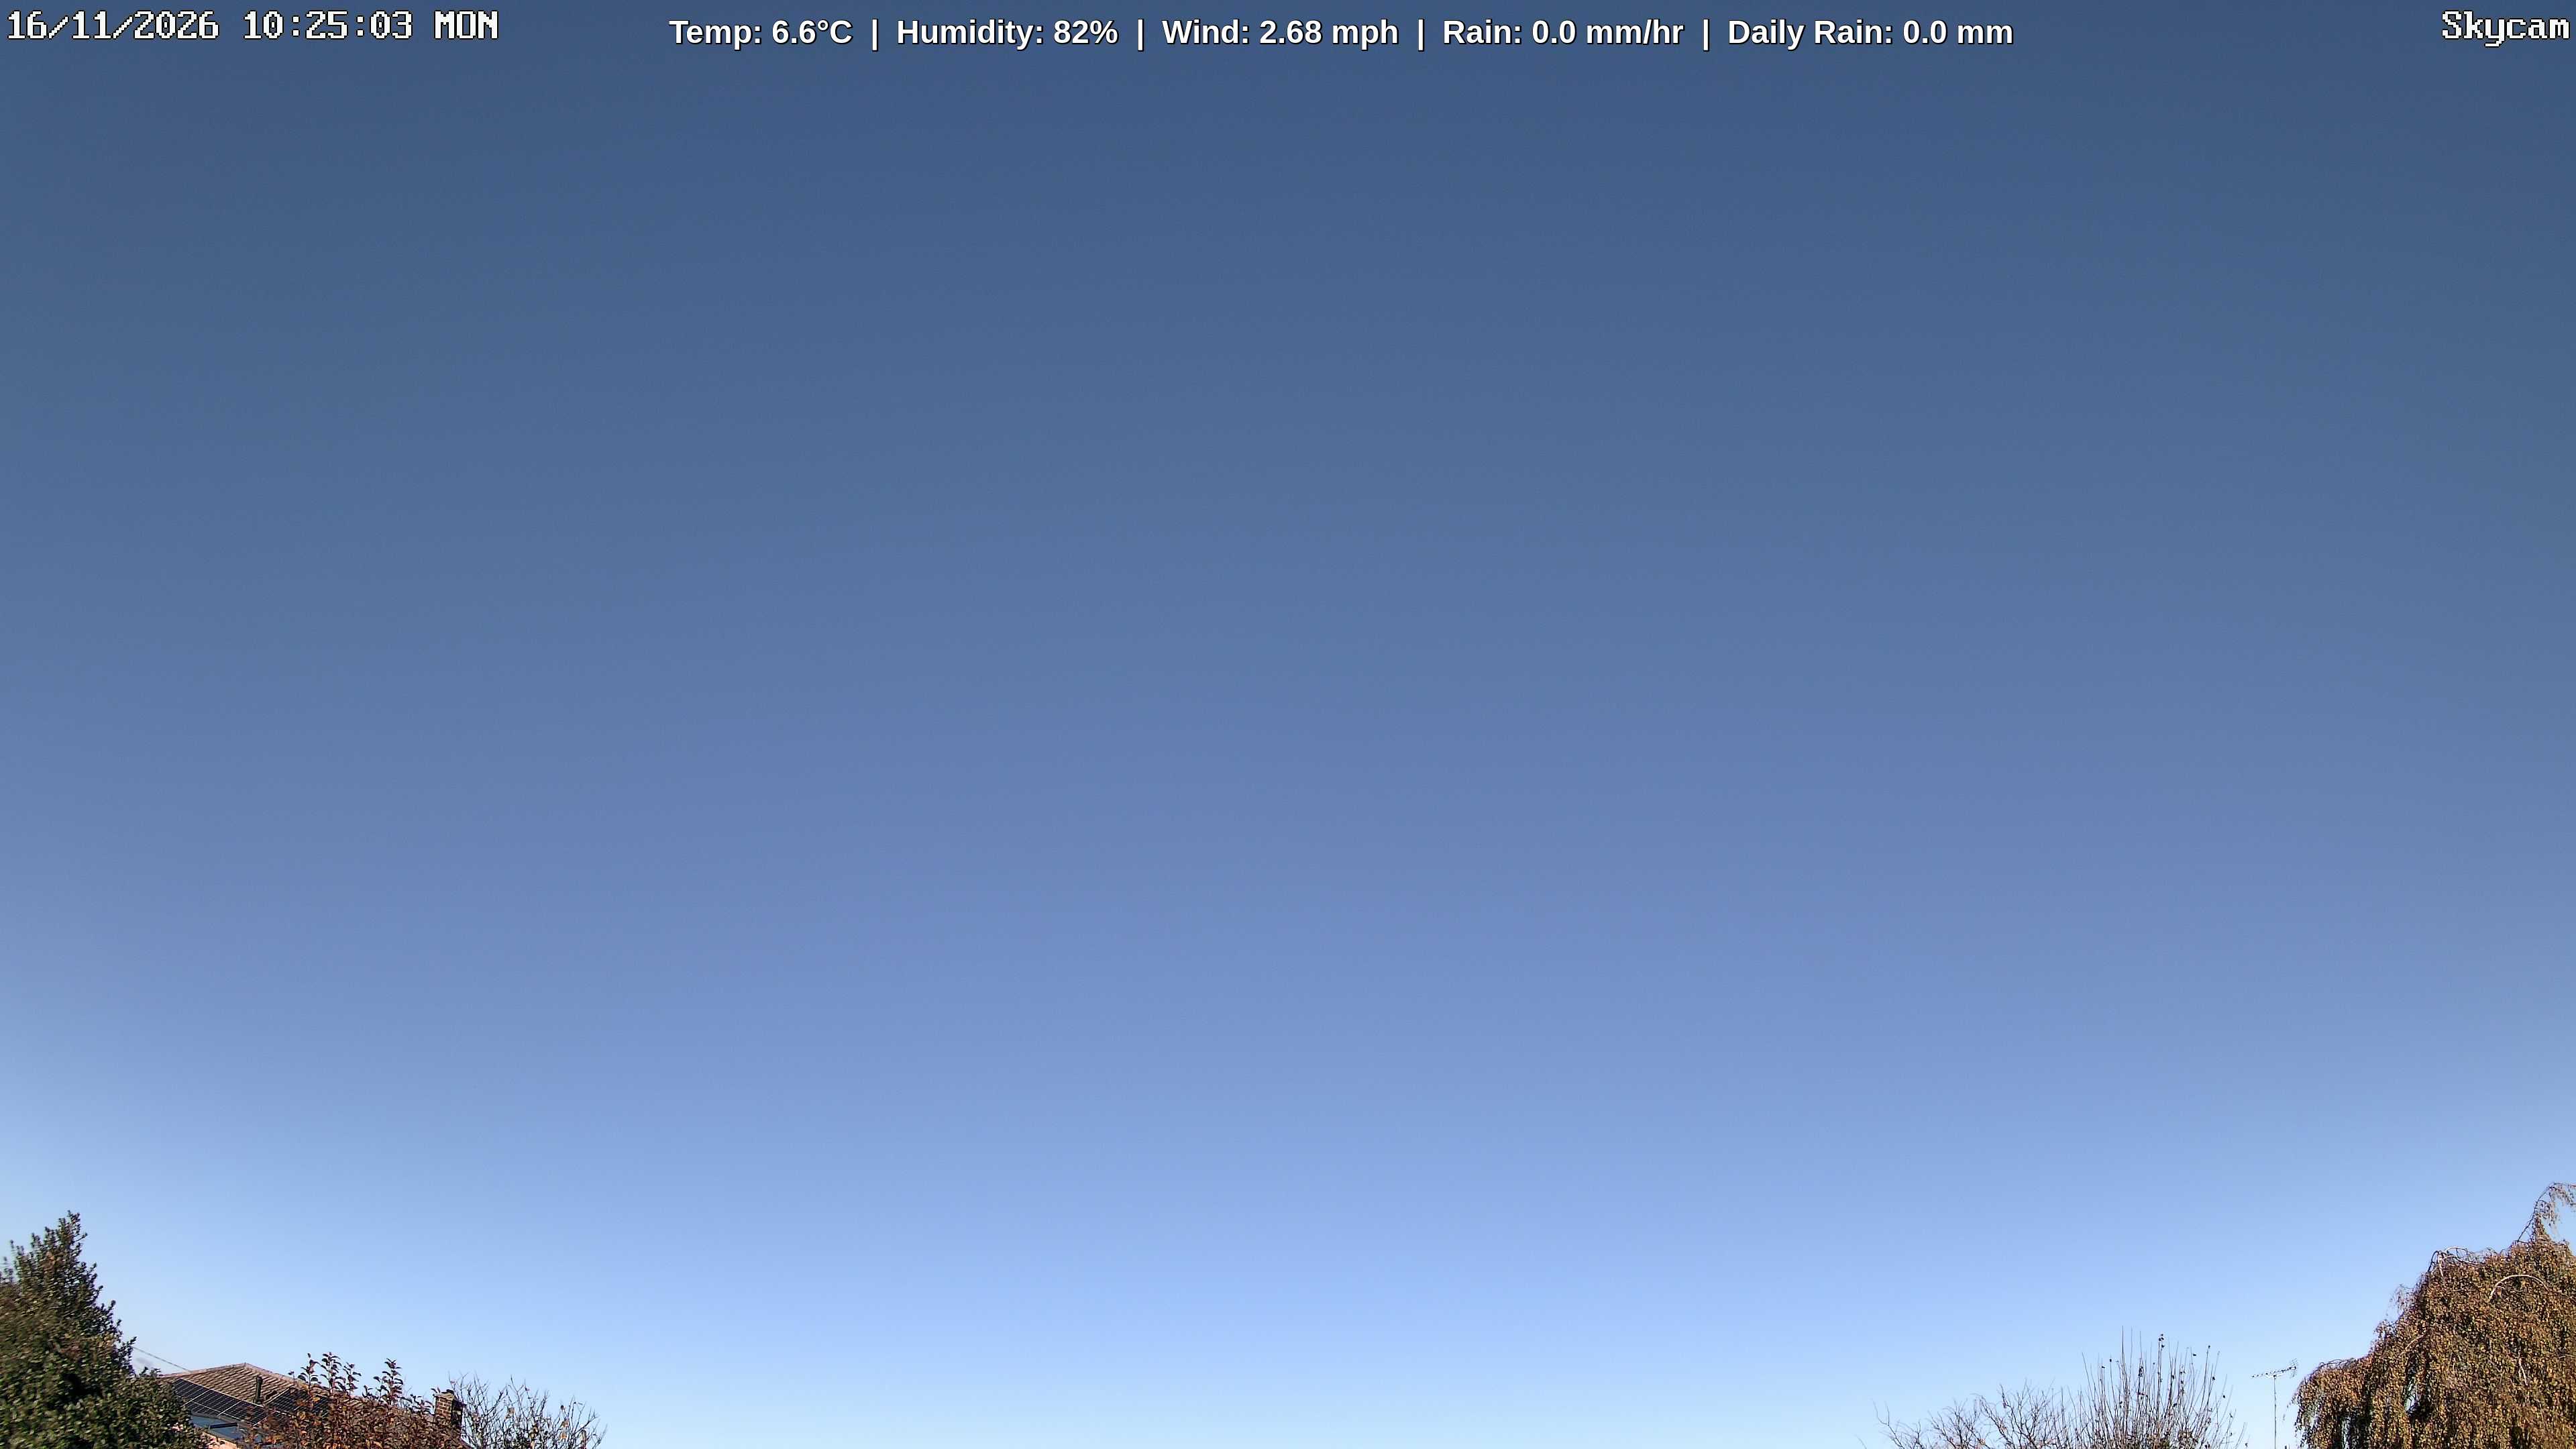 16/11/2026 10:25:03 MON
Temp: 6.6°C | Humidity: 82% | Wind: 2.68 mph | Rain: 0.0 mm/hr | Daily Rain: 0.0 mm
Skycam